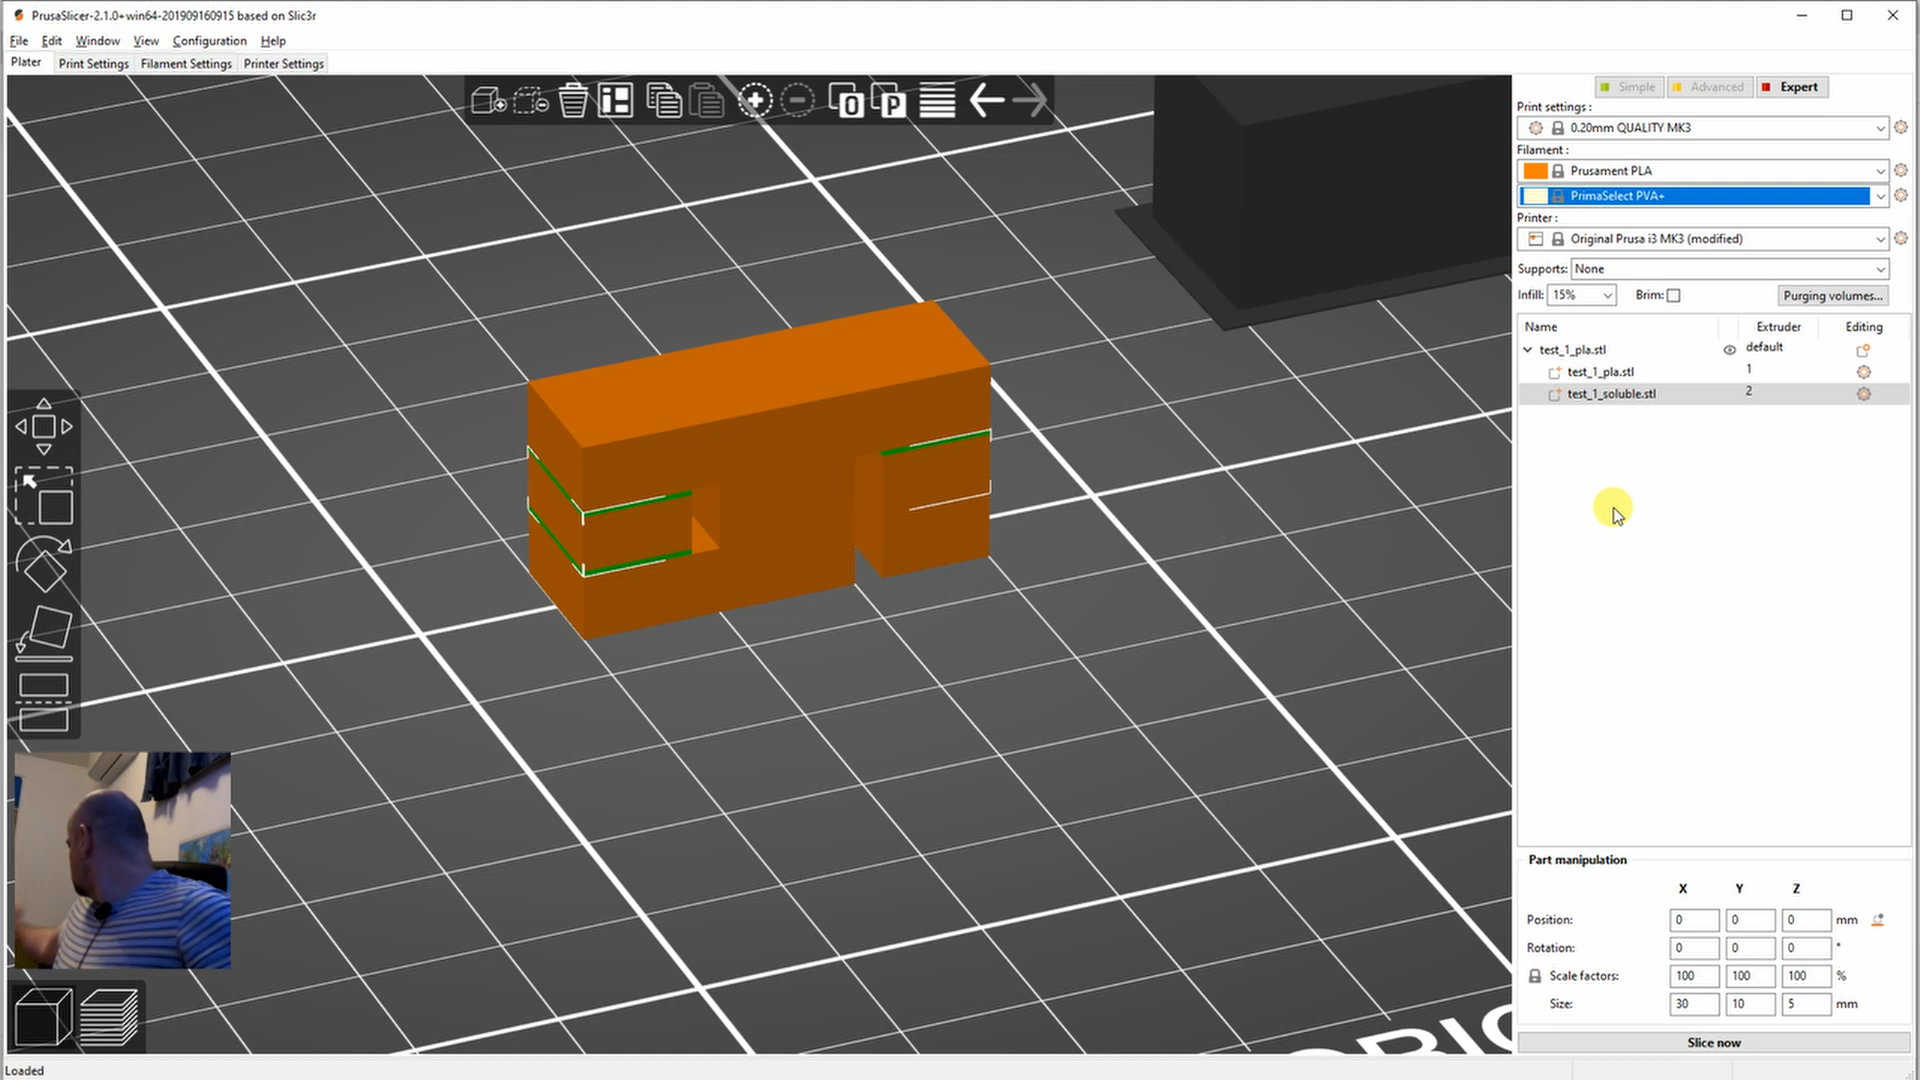 PrusaSlicer-2.1.0+win64-201909160915 based on Slic3r
File Edit Window View Configuration Help
Plater Print Settings Filament Settings Printer Settings
O P
Simple Advanced Expert
Print settings :
0.20mm QUALITY MK3
Filament :
Prusament PLA
PrimaSelect PVA+
Printer :
Original Prusa i3 MK3 (modified)
Supports: None
Infill: 15% Brim: Purging volumes...
Name Extruder Editing
test_1_pla.stl default
test_1_pla.stl 1
test_1_soluble.stl 2
Part manipulation
X Y Z
Position: 0 0 0 mm
Rotation: 0 0 0 °
Scale factors: 100 100 100 %
Size: 30 10 5 mm
Slice now
Loaded